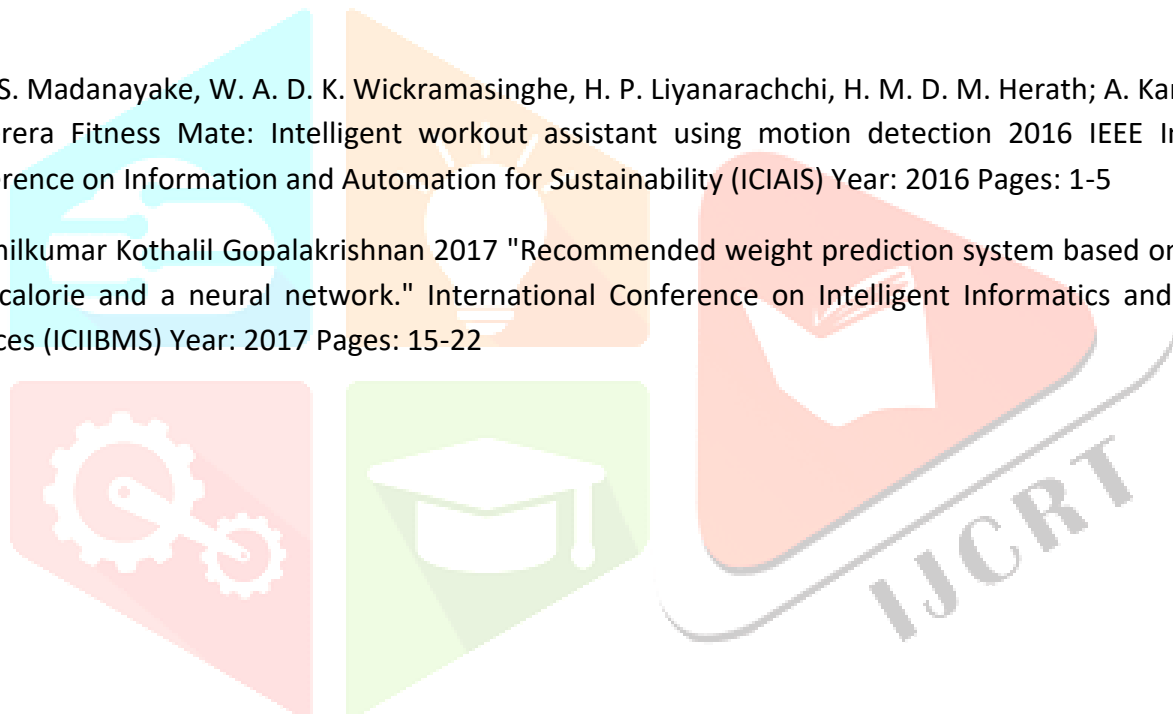 S. Madanayake, W. A. D. K. Wickramasinghe, H. P. Liyanarachchi, H. M. D. M. Herath; A. Kar
rera Fitness Mate: Intelligent workout assistant using motion detection 2016 IEEE In
erence on Information and Automation for Sustainability (ICIAIS) Year: 2016 Pages: 1-5
nilkumar Kothalil Gopalakrishnan 2017 "Recommended weight prediction system based on
calorie and a neural network." International Conference on Intelligent Informatics and
ces (ICIIBMS) Year: 2017 Pages: 15-22
IJCRT